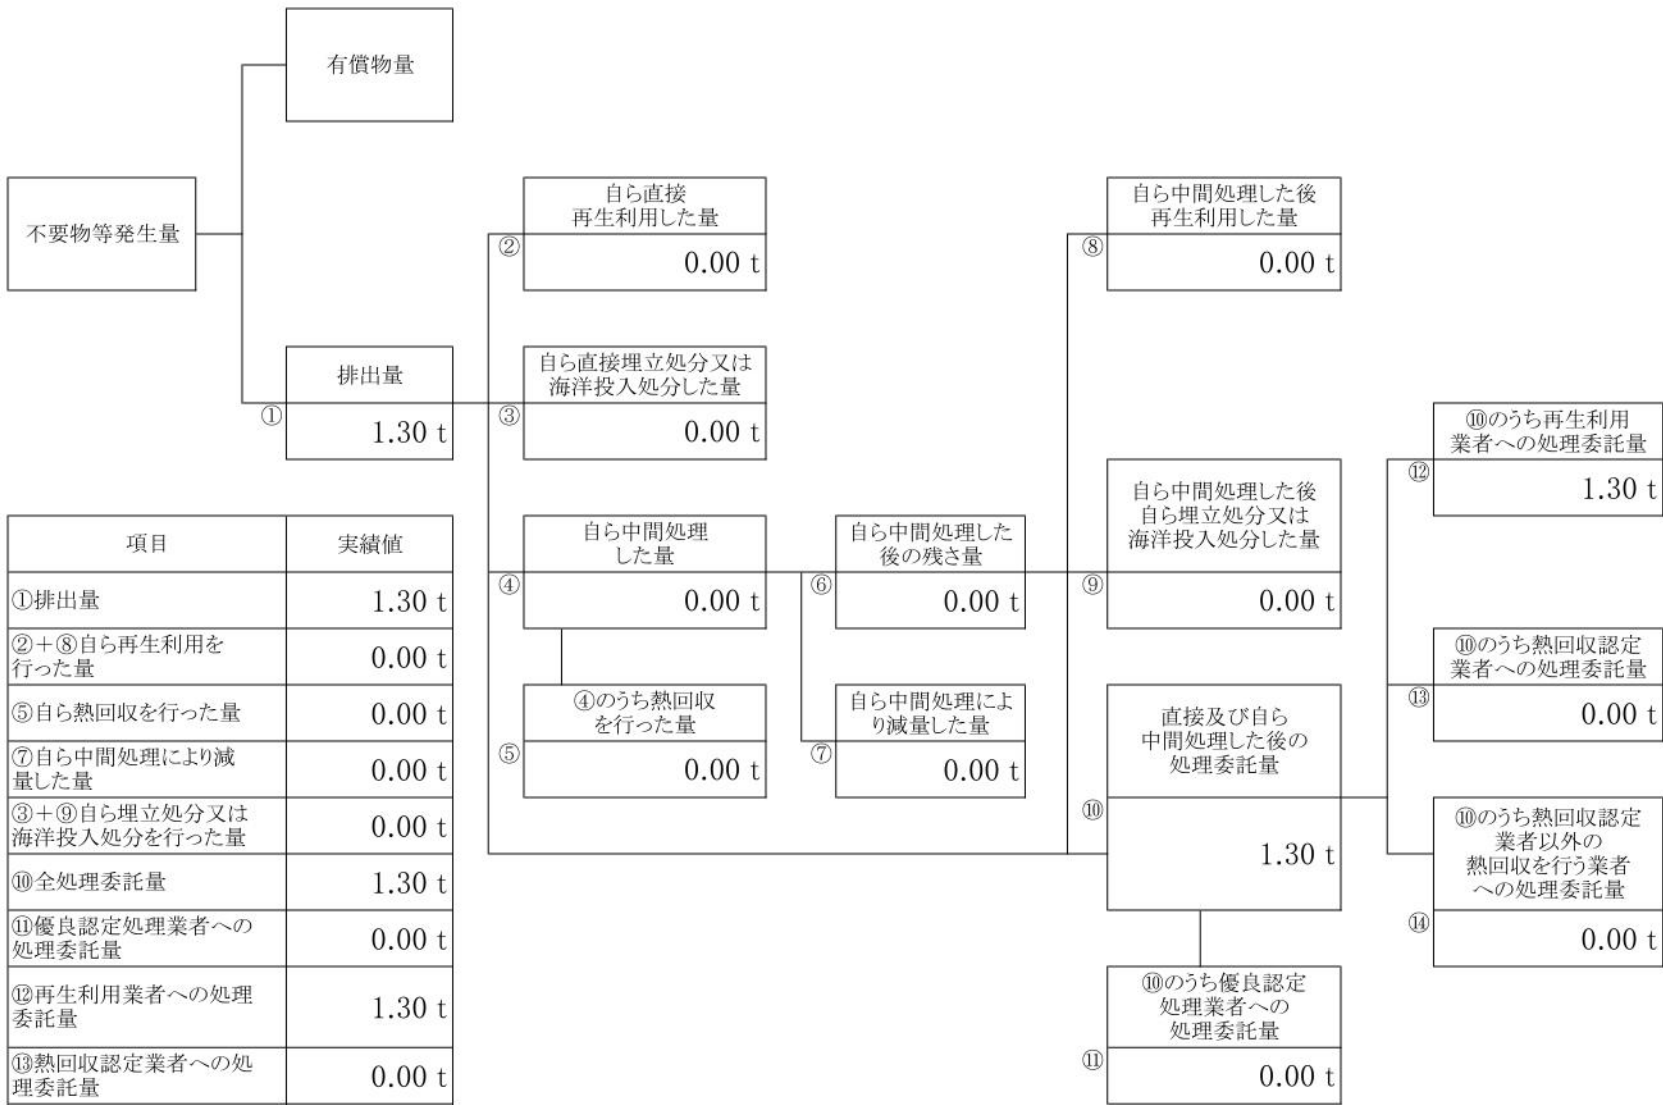 有償物量
不要物等発生量
自ら直接
再生利用した量
②
0.00 t
自ら中間処理した後
再生利用した量
⑧
0.00 t
排出量
①
1.30 t
自ら直接埋立処分又は
海洋投入処分した量
③
0.00 t
⑩のうち再生利用
業者への処理委託量
⑫
1.30 t
自ら中間処理した後
自ら埋立処分又は
海洋投入処分した量
⑨
0.00 t
自ら中間処理
した量
④
0.00 t
自ら中間処理した
後の残さ量
⑥
0.00 t
⑩のうち熱回収認定
業者への処理委託量
⑬
0.00 t
④のうち熱回収
を行った量
⑤
0.00 t
自ら中間処理によ
り減量した量
⑦
0.00 t
直接及び自ら
中間処理した後の
処理委託量
⑩
1.30 t
⑩のうち熱回収認定
業者以外の
熱回収を行う業者
への処理委託量
⑭
0.00 t
⑩のうち優良認定
処理業者への
処理委託量
⑪
0.00 t
項目 実績値
①排出量 1.30 t
②+⑧自ら再生利用を
行った量 0.00 t
⑤自ら熱回収を行った量 0.00 t
⑦自ら中間処理により減
量した量 0.00 t
③+⑨自ら埋立処分又は
海洋投入処分を行った量 0.00 t
⑩全処理委託量 1.30 t
⑪優良認定処理業者への
処理委託量 0.00 t
⑫再生利用業者への処理
委託量 1.30 t
⑬熱回収認定業者への処
理委託量 0.00 t